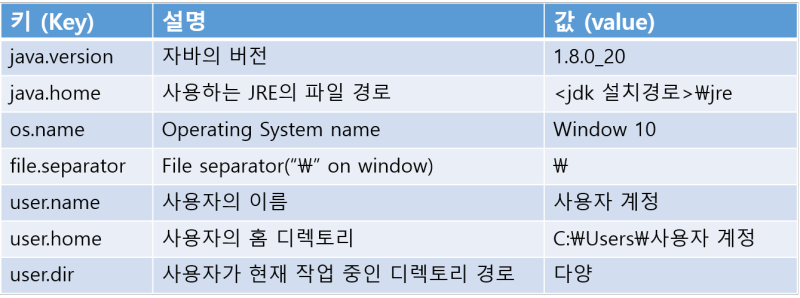 키 (Key) 설명 값 (value)
java.version 자바의 버전 1.8.0_20
java.home 사용하는 JRE의 파일 경로 <jdk 설치경로>₩jre
os.name Operating System name Window 10
file.separator File separator(“₩” on window) ₩
user.name 사용자의 이름 사용자 계정
user.home 사용자의 홈 디렉토리 C:₩Users₩사용자 계정
user.dir 사용자가 현재 작업 중인 디렉토리 경로 다양